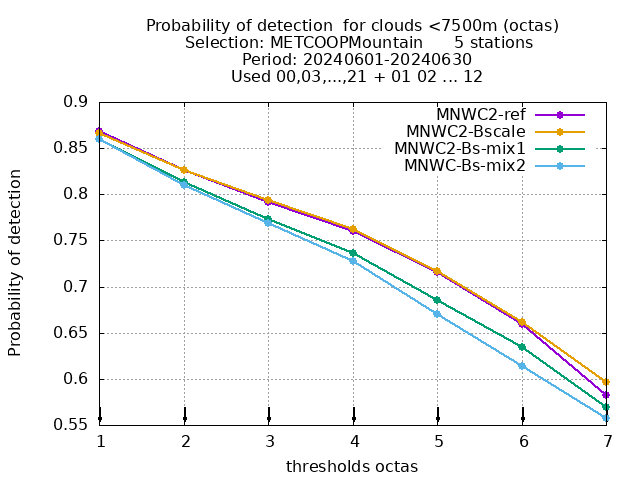 Probability of detection  for clouds <7500m (octas)
Selection: METCOOPMountain      5 stations
Period: 20240601-20240630
Used 00,03,...,21 + 01 02 ... 12
MNWC2-ref
MNWC2-Bscale
MNWC2-Bs-mix1
MNWC-Bs-mix2
Probability of detection
0.9
0.85
0.8
0.75
0.7
0.65
0.6
0.55
1 2 3 4 5 6 7
thresholds octas